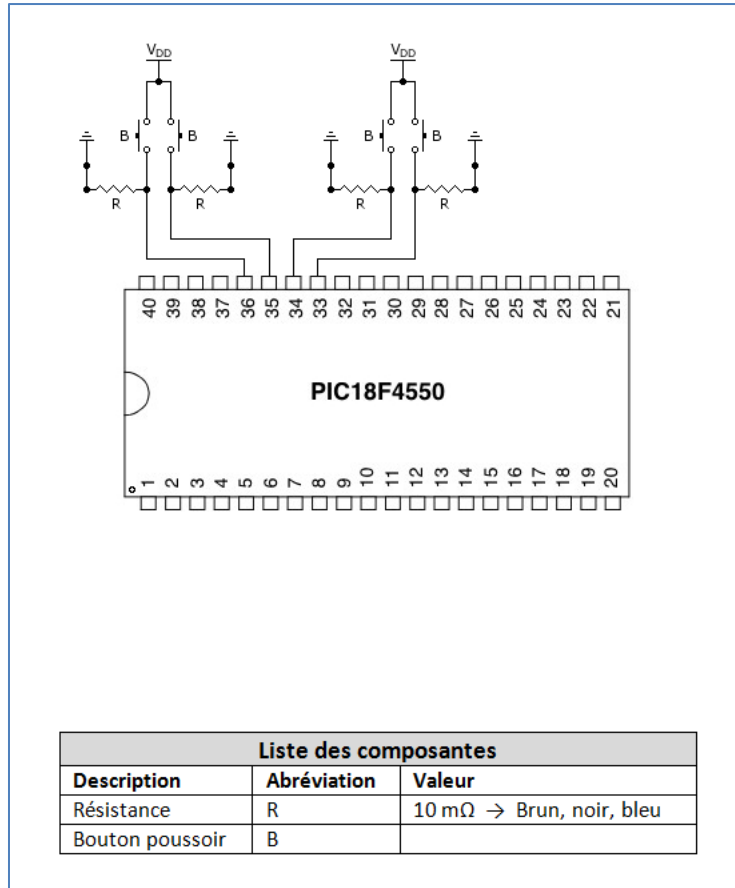 VDD VDD
B B B B
R R R R
40 39 38 37 36 35 34 33 32 31 30 29 28 27 26 25 24 23 22 21
PIC18F4550
1 2 3 4 5 6 7 8 9 10 11 12 13 14 15 16 17 18 19 20
Liste des composantes
Description Abréviation Valeur
Résistance R 10 mΩ → Brun, noir, bleu
Bouton poussoir B